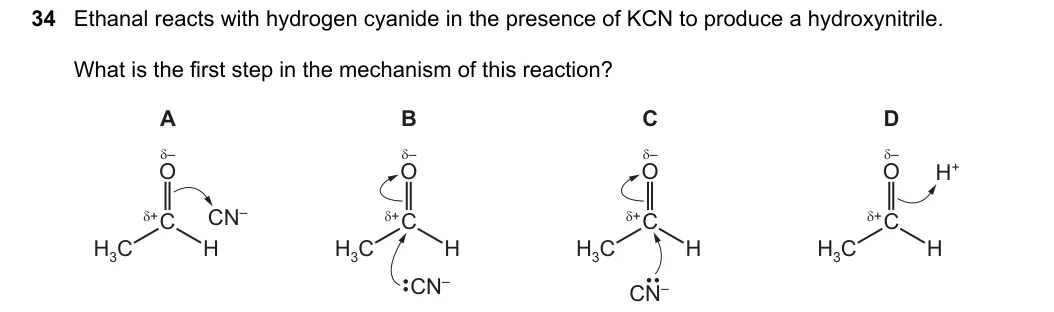 34 Ethanal reacts with hydrogen cyanide in the presence of KCN to produce a hydroxynitrile.
What is the first step in the mechanism of this reaction?
A B C D
δ– δ– δ– δ–
O O O O H⁺
δ+ C CN⁻ δ+ C δ+ C δ+ C
H₃C H H₃C H H₃C H H₃C H
:CN⁻ CN̈⁻